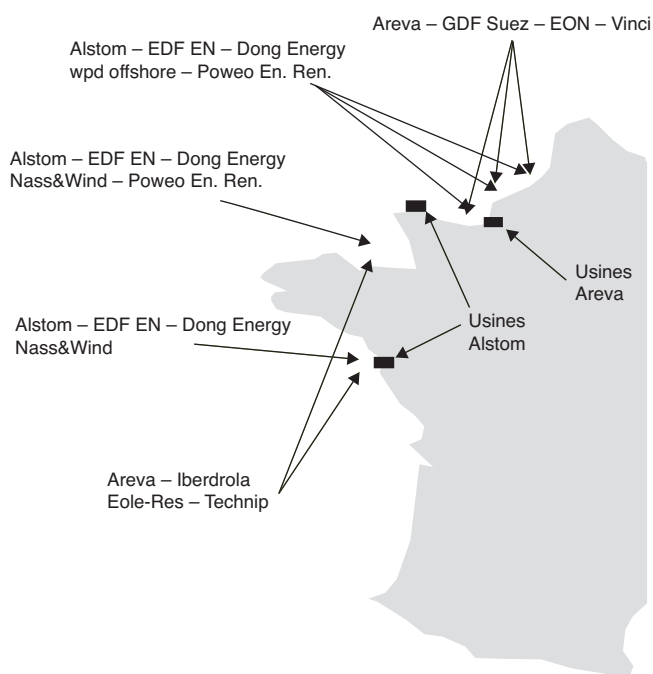 Areva – GDF Suez – EON – Vinci
Alstom – EDF EN – Dong Energy
wpd offshore – Poweo En. Ren.
Alstom – EDF EN – Dong Energy
Nass&Wind – Poweo En. Ren.
Usines
Areva
Alstom – EDF EN – Dong Energy
Nass&Wind
Usines
Alstom
Areva – Iberdrola
Eole-Res – Technip